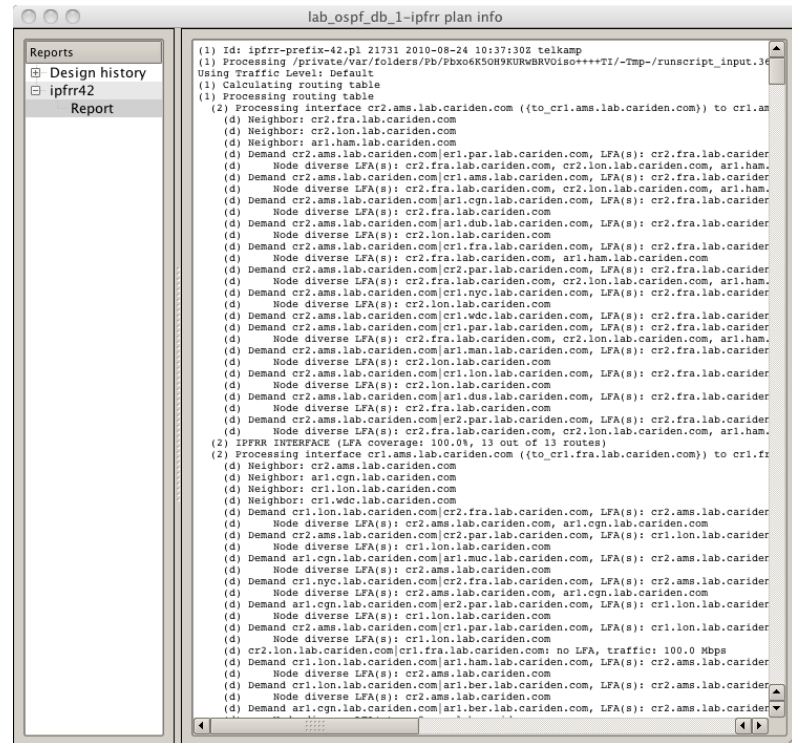 lab_ospf_db_1-ipfrr plan info
Reports
Design history
ipfrr42
Report
(1) Id: ipfrr-prefix-42.pl 21731 2010-08-24 10:37:30Z telkamp
(1) Processing /private/var/folders/Pb/Pbxo6K5OH9KURWBRVOiso++++TI/-Tmp-/runscript_input.36
Using Traffic Level: Default
(1) Calculating routing table
(1) Processing routing table
(2) Processing interface cr2.ams.lab.cariden.com ({to_cr1.ams.lab.cariden.com}) to cr1.am
(d) Neighbor: cr2.fra.lab.cariden.com
(d) Neighbor: cr2.lon.lab.cariden.com
(d) Neighbor: ar1.ham.lab.cariden.com
(d) Demand cr2.ams.lab.cariden.com|er1.par.lab.cariden.com, LFA(s): cr2.fra.lab.cariden
(d) Node diverse LFA(s): cr2.fra.lab.cariden.com, cr2.lon.lab.cariden.com, ar1.ham.
(d) Demand cr2.ams.lab.cariden.com|cr1.ams.lab.cariden.com, LFA(s): cr2.fra.lab.cariden
(d) Node diverse LFA(s): cr2.fra.lab.cariden.com, cr2.lon.lab.cariden.com, ar1.ham.
(d) Demand cr2.ams.lab.cariden.com|ar1.cgn.lab.cariden.com, LFA(s): cr2.fra.lab.cariden
(d) Node diverse LFA(s): cr2.fra.lab.cariden.com
(d) Demand cr2.ams.lab.cariden.com|ar1.dub.lab.cariden.com, LFA(s): cr2.fra.lab.cariden
(d) Node diverse LFA(s): cr2.lon.lab.cariden.com
(d) Demand cr2.ams.lab.cariden.com|cr1.fra.lab.cariden.com, LFA(s): cr2.fra.lab.cariden
(d) Node diverse LFA(s): cr2.fra.lab.cariden.com, ar1.ham.lab.cariden.com
(d) Demand cr2.ams.lab.cariden.com|cr2.par.lab.cariden.com, LFA(s): cr2.fra.lab.cariden
(d) Node diverse LFA(s): cr2.fra.lab.cariden.com, cr2.lon.lab.cariden.com, ar1.ham.
(d) Demand cr2.ams.lab.cariden.com|cr1.nyc.lab.cariden.com, LFA(s): cr2.fra.lab.cariden
(d) Node diverse LFA(s): cr2.lon.lab.cariden.com
(d) Demand cr2.ams.lab.cariden.com|cr1.wdc.lab.cariden.com, LFA(s): cr2.fra.lab.cariden
(d) Demand cr2.ams.lab.cariden.com|cr1.par.lab.cariden.com, LFA(s): cr2.fra.lab.cariden
(d) Node diverse LFA(s): cr2.fra.lab.cariden.com, cr2.lon.lab.cariden.com, ar1.ham.
(d) Demand cr2.ams.lab.cariden.com|ar1.man.lab.cariden.com, LFA(s): cr2.fra.lab.cariden
(d) Node diverse LFA(s): cr2.lon.lab.cariden.com
(d) Demand cr2.ams.lab.cariden.com|cr1.lon.lab.cariden.com, LFA(s): cr2.fra.lab.cariden
(d) Node diverse LFA(s): cr2.lon.lab.cariden.com
(d) Demand cr2.ams.lab.cariden.com|ar1.dus.lab.cariden.com, LFA(s): cr2.fra.lab.cariden
(d) Node diverse LFA(s): cr2.fra.lab.cariden.com
(d) Demand cr2.ams.lab.cariden.com|er2.par.lab.cariden.com, LFA(s): cr2.fra.lab.cariden
(d) Node diverse LFA(s): cr2.fra.lab.cariden.com, cr2.lon.lab.cariden.com, ar1.ham.
(2) IPFRR INTERFACE (LFA coverage: 100.0%, 13 out of 13 routes)
(2) Processing interface cr1.ams.lab.cariden.com ({to_cr1.fra.lab.cariden.com}) to cr1.fr
(d) Neighbor: cr2.ams.lab.cariden.com
(d) Neighbor: ar1.cgn.lab.cariden.com
(d) Neighbor: cr1.lon.lab.cariden.com
(d) Neighbor: cr1.wdc.lab.cariden.com
(d) Demand cr1.lon.lab.cariden.com|cr2.fra.lab.cariden.com, LFA(s): cr2.ams.lab.cariden
(d) Node diverse LFA(s): cr2.ams.lab.cariden.com, ar1.cgn.lab.cariden.com
(d) Demand cr2.ams.lab.cariden.com|cr2.par.lab.cariden.com, LFA(s): cr1.lon.lab.cariden
(d) Node diverse LFA(s): cr1.lon.lab.cariden.com
(d) Demand ar1.cgn.lab.cariden.com|ar1.muc.lab.cariden.com, LFA(s): cr2.ams.lab.cariden
(d) Node diverse LFA(s): cr2.ams.lab.cariden.com
(d) Demand cr1.nyc.lab.cariden.com|cr2.fra.lab.cariden.com, LFA(s): cr2.ams.lab.cariden
(d) Node diverse LFA(s): cr2.ams.lab.cariden.com, ar1.cgn.lab.cariden.com
(d) Demand ar1.cgn.lab.cariden.com|er2.par.lab.cariden.com, LFA(s): cr1.lon.lab.cariden
(d) Node diverse LFA(s): cr1.lon.lab.cariden.com
(d) Demand cr2.ams.lab.cariden.com|cr1.par.lab.cariden.com, LFA(s): cr1.lon.lab.cariden
(d) Node diverse LFA(s): cr1.lon.lab.cariden.com
(d) cr2.lon.lab.cariden.com|cr1.fra.lab.cariden.com: no LFA, traffic: 100.0 Mbps
(d) Demand cr1.lon.lab.cariden.com|ar1.ham.lab.cariden.com, LFA(s): cr2.ams.lab.cariden
(d) Node diverse LFA(s): cr2.ams.lab.cariden.com
(d) Demand cr1.lon.lab.cariden.com|ar1.ber.lab.cariden.com, LFA(s): cr2.ams.lab.cariden
(d) Node diverse LFA(s): cr2.ams.lab.cariden.com
(d) Demand ar1.cgn.lab.cariden.com|ar1.ber.lab.cariden.com, LFA(s): cr2.ams.lab.cariden